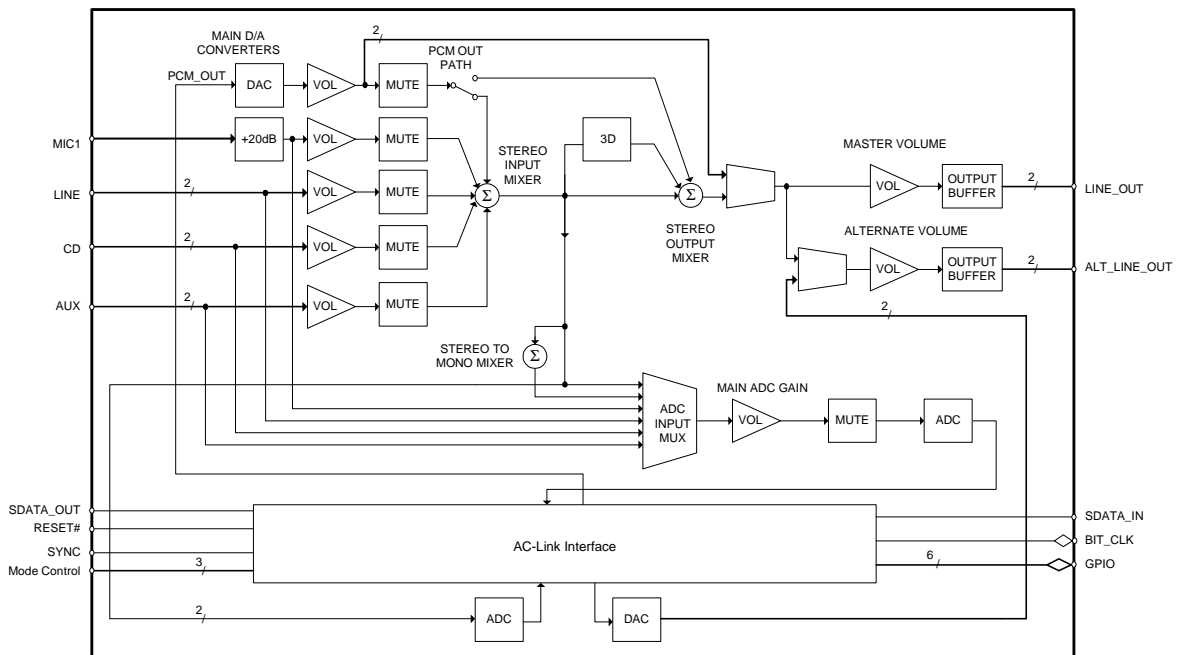 MAIN D/A
CONVERTERS
2
PCM OUT
PATH
PCM_OUT
DAC
VOL
MUTE
MIC1
+20dB
VOL
MUTE
STEREO
INPUT
MIXER
3D
MASTER VOLUME
LINE
2
VOL
MUTE
Σ
Σ
VOL
OUTPUT
BUFFER
2
LINE_OUT
STEREO
OUTPUT
MIXER
ALTERNATE VOLUME
CD
2
VOL
MUTE
VOL
OUTPUT
BUFFER
2
ALT_LINE_OUT
AUX
2
VOL
MUTE
2
STEREO TO
MONO MIXER
Σ
MAIN ADC GAIN
ADC
INPUT
MUX
VOL
MUTE
ADC
SDATA_OUT
RESET#
SYNC
Mode Control
3
AC-Link Interface
SDATA_IN
BIT_CLK
6
GPIO
2
ADC
DAC